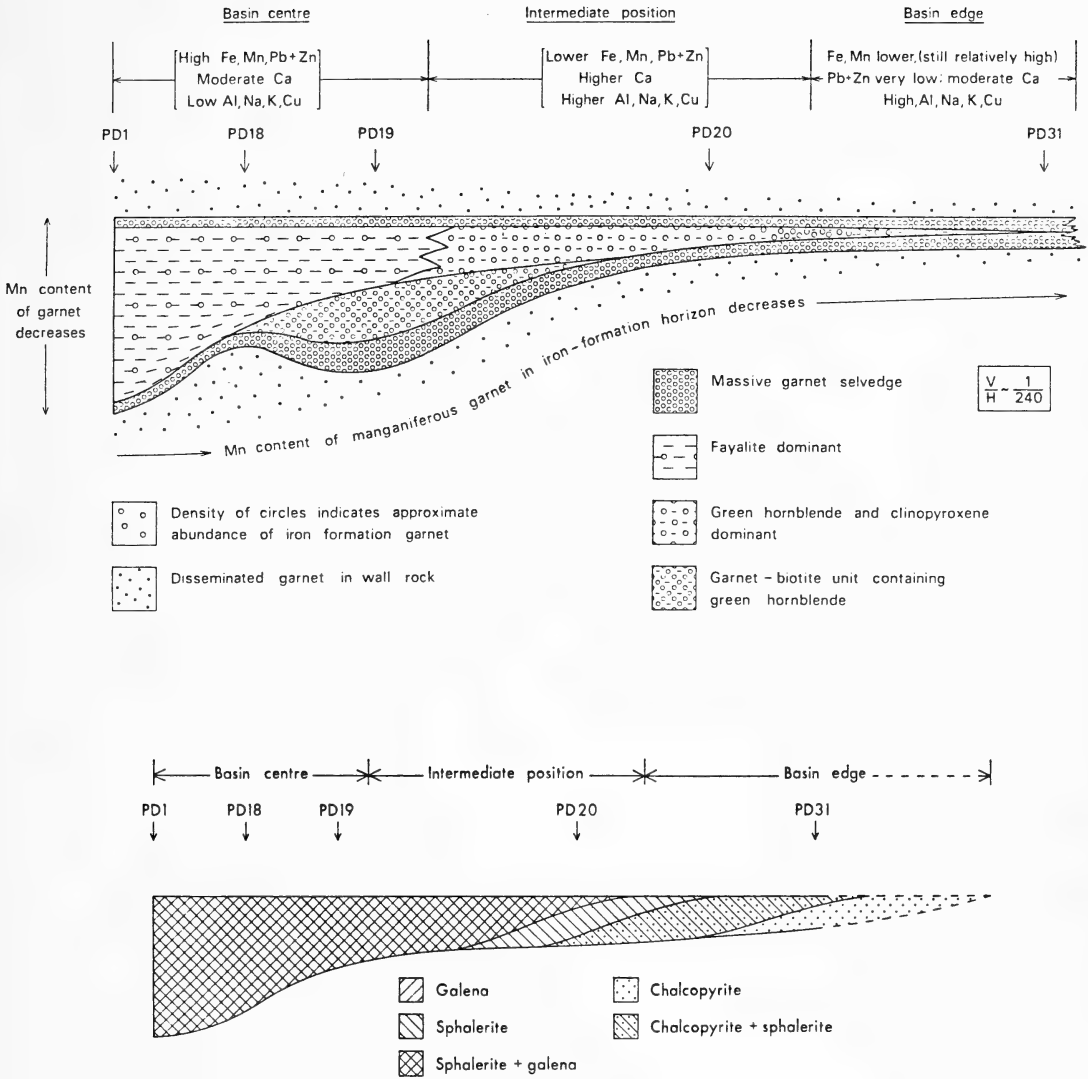 Basin centre
Intermediate position
Basin edge
High Fe, Mn, Pb+Zn
Moderate Ca
Low Al, Na, K, Cu
Lower Fe, Mn, Pb+Zn
Higher Ca
Higher Al, Na, K, Cu
Fe, Mn lower, (still relatively high)
Pb+Zn very low; moderate Ca
High, Al, Na, K, Cu
PD1
PD18
PD19
PD20
PD31
Mn content
of garnet
decreases
Mn content of manganiferous garnet in iron-formation horizon decreases
Massive garnet selvedge
V/H ~ 1/240
Fayalite dominant
Density of circles indicates approximate
abundance of iron formation garnet
Green hornblende and clinopyroxene
dominant
Disseminated garnet in wall rock
Garnet - biotite unit containing
green hornblende
Basin centre
Intermediate position
Basin edge
PD1
PD18
PD19
PD20
PD31
Galena
Sphalerite
Sphalerite + galena
Chalcopyrite
Chalcopyrite + sphalerite